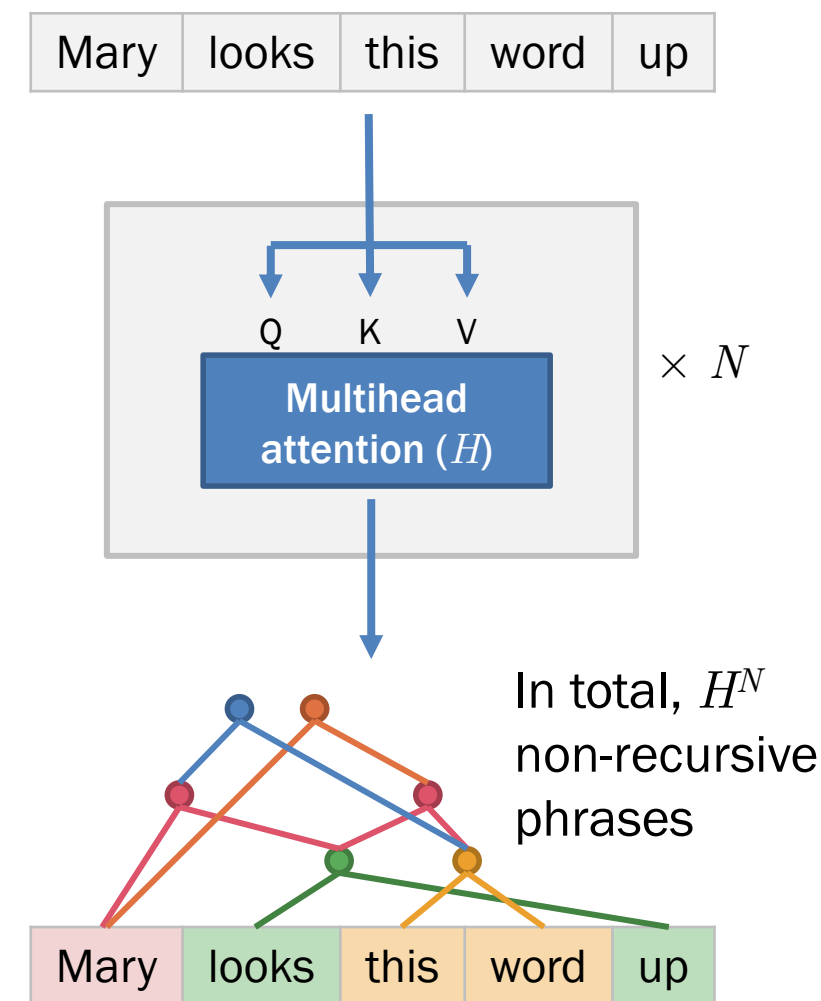 Mary looks this word up
Q K V
Multihead
attention (H)
× N
In total, H^N
non-recursive
phrases
Mary looks this word up